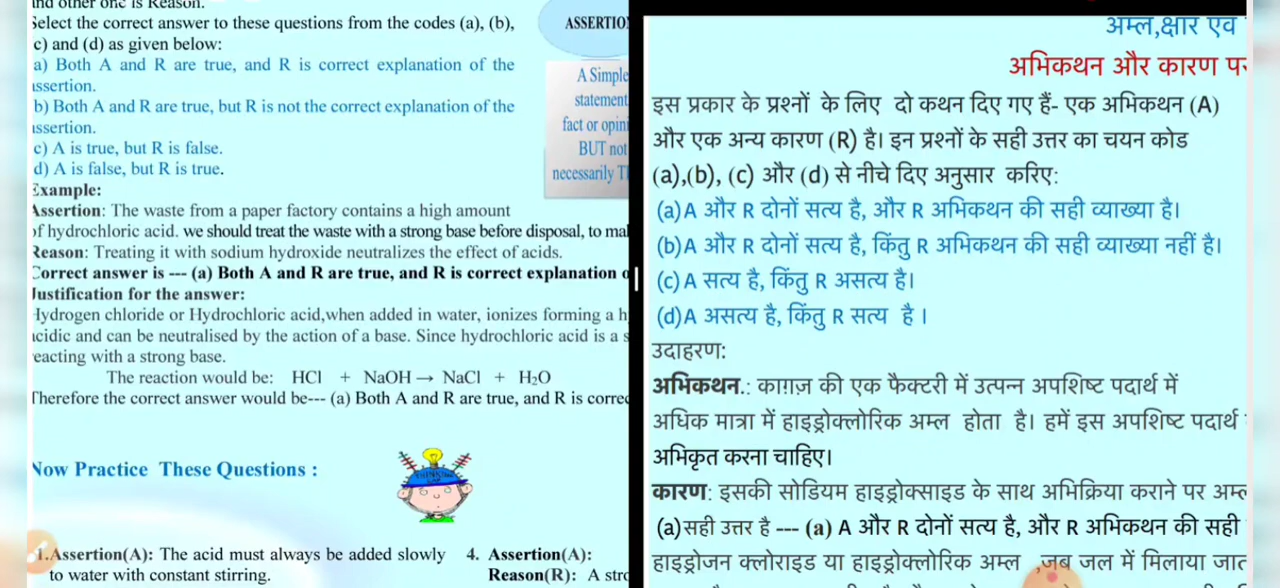 and other one is Reason.
Select the correct answer to these questions from the codes (a), (b),
c) and (d) as given below:
a) Both A and R are true, and R is correct explanation of the
assertion.
b) Both A and R are true, but R is not the correct explanation of the
assertion.
c) A is true, but R is false.
d) A is false, but R is true.
Example:
Assertion: The waste from a paper factory contains a high amount
of hydrochloric acid. we should treat the waste with a strong base before disposal, to
Reason: Treating it with sodium hydroxide neutralizes the effect of acids.
Correct answer is --- (a) Both A and R are true, and R is correct explanation
Justification for the answer:
Hydrogen chloride or Hydrochloric acid,when added in water, ionizes forming a
acidic and can be neutralised by the action of a base. Since hydrochloric acid is a
reacting with a strong base.
The reaction would be: HCl + NaOH → NaCl + H₂O
Therefore the correct answer would be--- (a) Both A and R are true, and R is
Now Practice These Questions :
1.Assertion(A): The acid must always be added slowly
to water with constant stirring.
4. Assertion(A):
Reason(R): A
ASSERTIO
A Simple
statement
fact or
BUT not
necessarily
अम्ल,क्षार एवं
अभिकथन और कारण
इस प्रकार के प्रश्नों के लिए दो कथन दिए गए हैं- एक अभिकथन (A)
और एक अन्य कारण (R) है। इन प्रश्नों के सही उत्तर का चयन कोड
(a),(b), (c) और (d) से नीचे दिए अनुसार करिए:
(a)A और R दोनों सत्य है, और R अभिकथन की सही व्याख्या है।
(b)A और R दोनों सत्य है, किंतु R अभिकथन की सही व्याख्या नहीं है।
(c)A सत्य है, किंतु R असत्य है।
(d)A असत्य है, किंतु R सत्य है ।
उदाहरण:
अभिकथन.: काग़ज़ की एक फैक्टरी में उत्पन्न अपशिष्ट पदार्थ में
अधिक मात्रा में हाइड्रोक्लोरिक अम्ल होता है। हमें इस अपशिष्ट पदार्थ
अभिकृत करना चाहिए।
कारण: इसकी सोडियम हाइड्रोक्साइड के साथ अभिक्रिया कराने पर
(a)सही उत्तर है --- (a) A और R दोनों सत्य है, और R अभिकथन की सही
हाइड्रोजन क्लोराइड या हाइड्रोक्लोरिक अम्ल ,जब जल में मिलाया